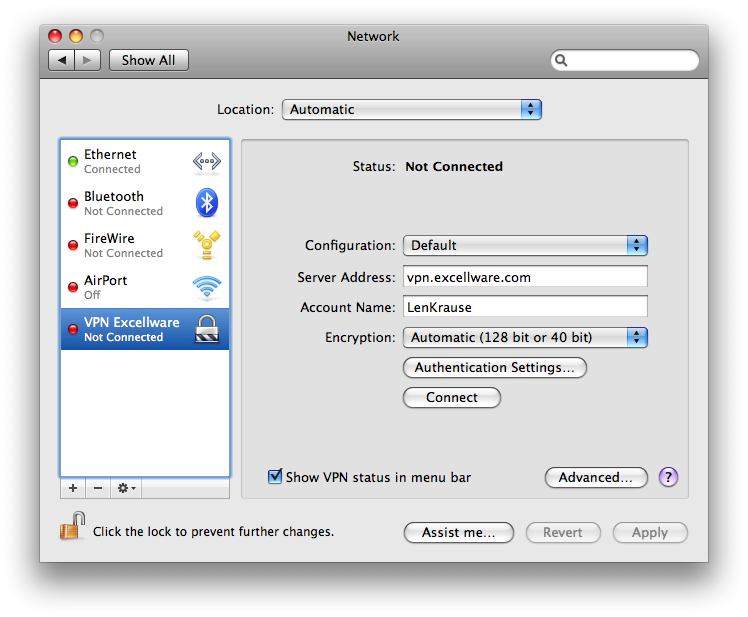 Network
Show All
Location: Automatic
Ethernet
Connected
Bluetooth
Not Connected
FireWire
Not Connected
AirPort
Off
VPN Excellware
Not Connected
Status: Not Connected
Configuration: Default
Server Address: vpn.excellware.com
Account Name: LenKrause
Encryption: Automatic (128 bit or 40 bit)
Authentication Settings...
Connect
Show VPN status in menu bar
Advanced...
?
Click the lock to prevent further changes.
Assist me...
Revert
Apply